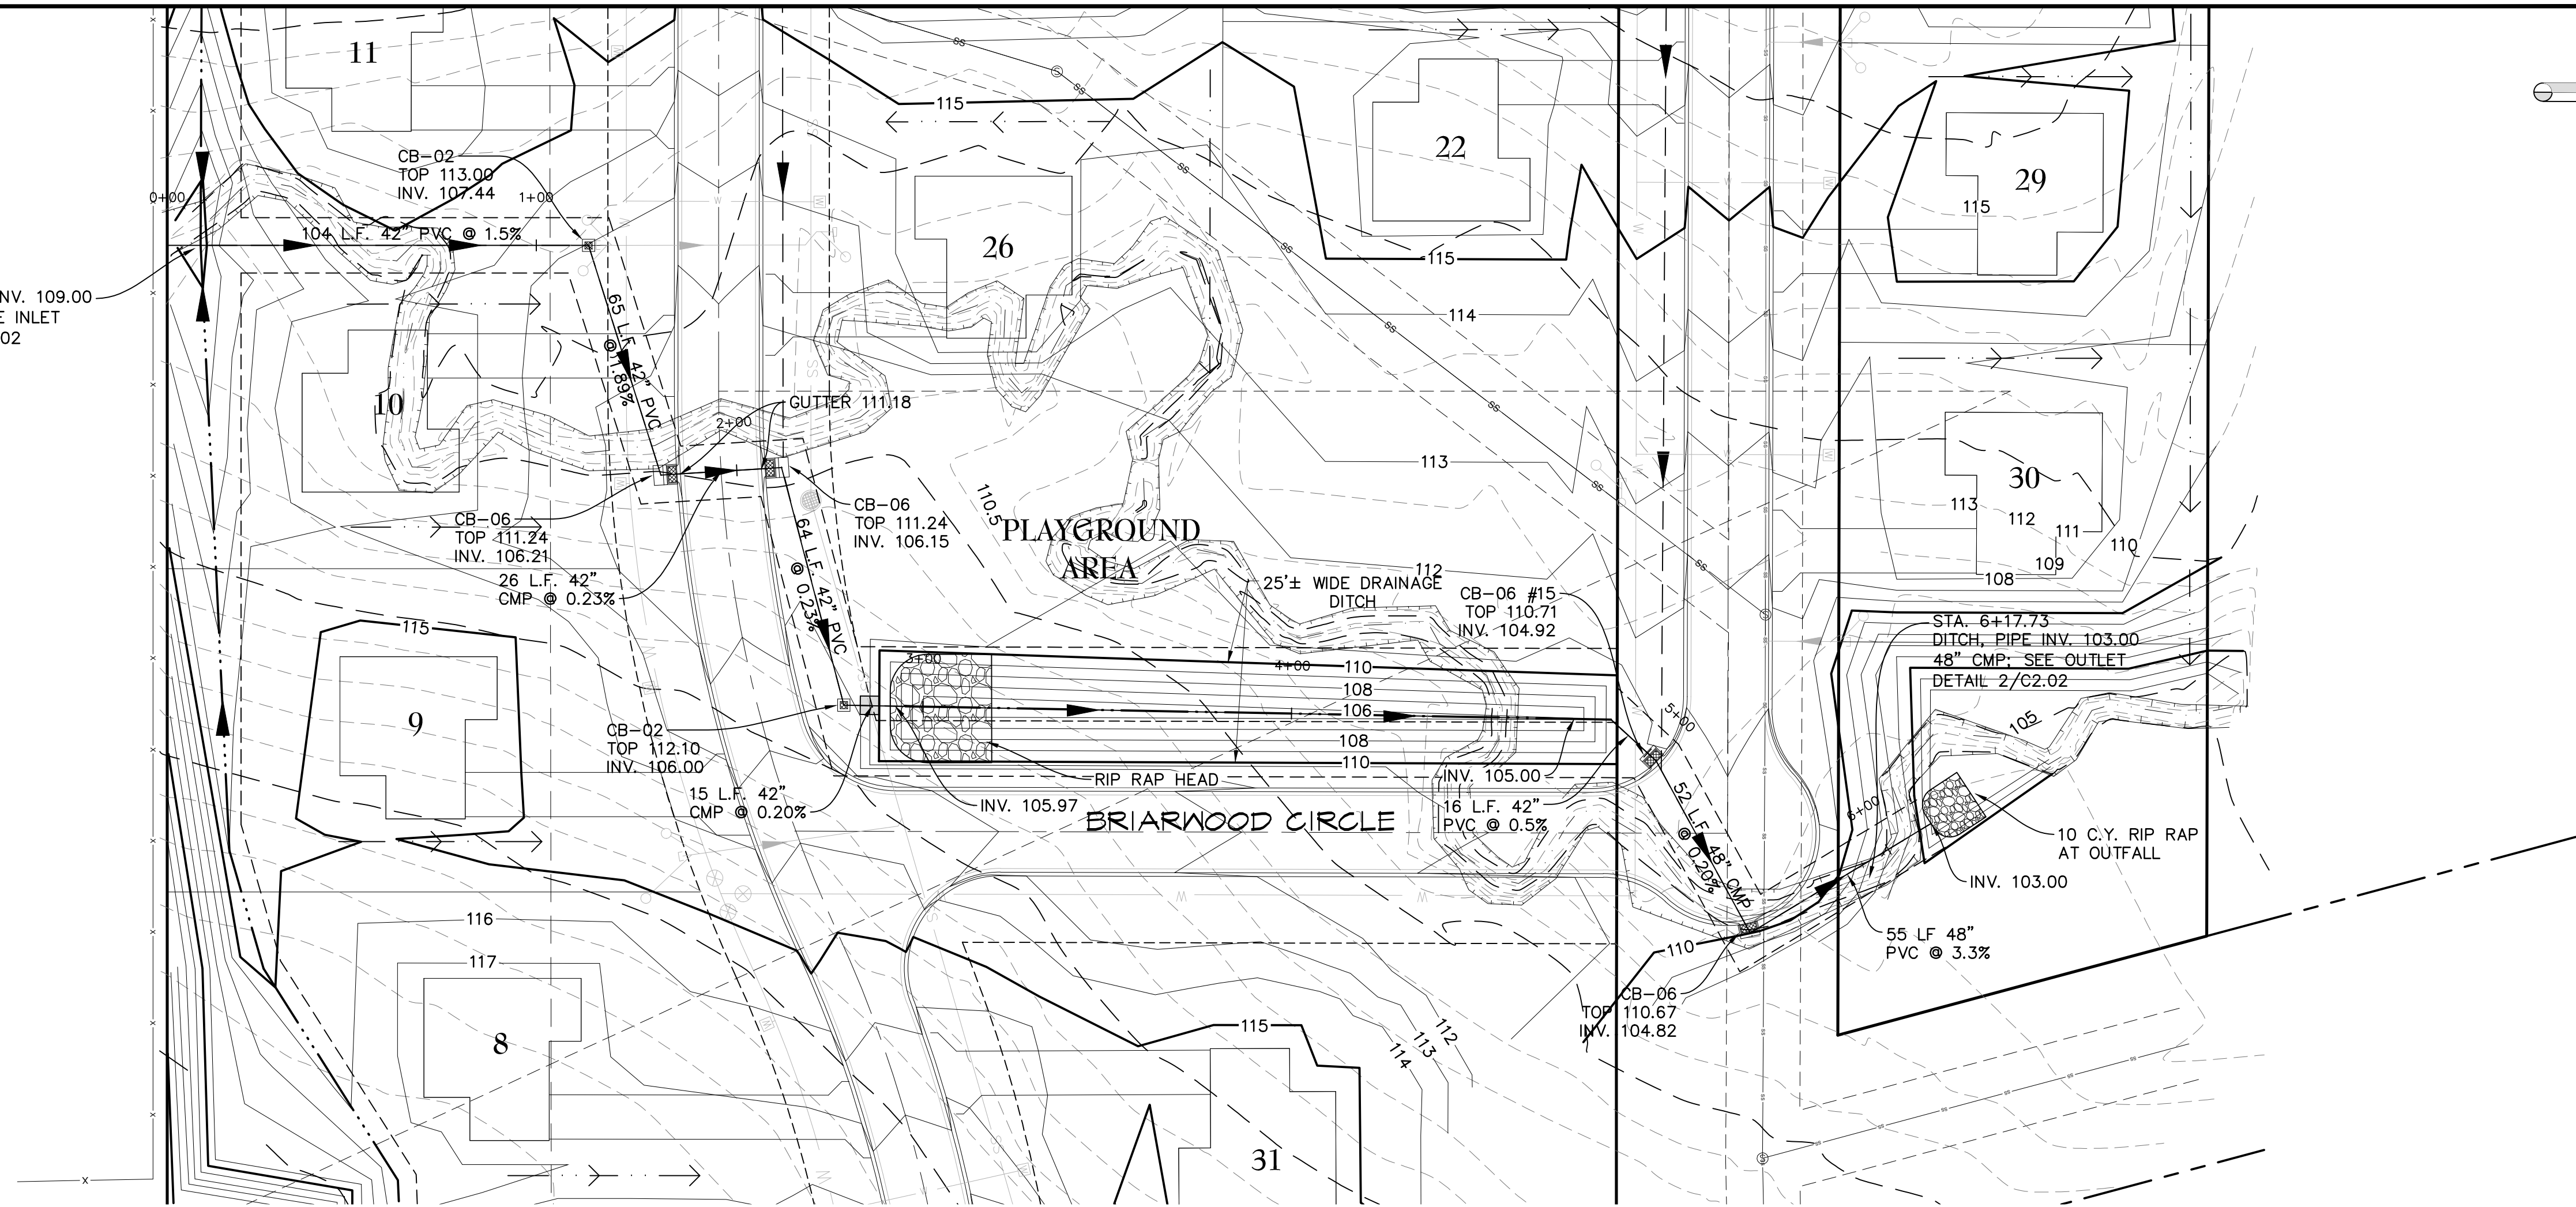 11
115
22
29
115
26
115
114
CB-02
TOP 113.00
INV. 107.44
0+00
1+00
104 L.F. 42" PVC @ 1.5%
NV. 109.00
E INLET
02
65 L.F. 42" PVC
@ 1.89%
10
GUTTER 111.18
2+00
113
30
113
112
111
110
109
108
CB-06
TOP 111.24
INV. 106.21
CB-06
TOP 111.24
INV. 106.15
26 L.F. 42"
CMP @ 0.23%
64 L.F. 42" PVC
@ 0.23%
110.5
PLAYGROUND
AREA
112
25'± WIDE DRAINAGE
DITCH
CB-06 #15
TOP 110.71
INV. 104.92
STA. 6+17.73
DITCH, PIPE INV. 103.00
48" CMP; SEE OUTLET
DETAIL 2/C2.02
115
9
3+00
4+00
110
108
106
108
110
5+00
105
CB-02
TOP 112.10
INV. 106.00
RIP RAP HEAD
INV. 105.00
15 L.F. 42"
CMP @ 0.20%
INV. 105.97
16 L.F. 42"
PVC @ 0.5%
BRIARWOOD CIRCLE
52 L.F. 48" CMP
@ 0.20%
6+00
10 C.Y. RIP RAP
AT OUTFALL
INV. 103.00
116
117
8
110
55 LF 48"
PVC @ 3.3%
CB-06
TOP 110.67
INV. 104.82
115
112
113
114
31